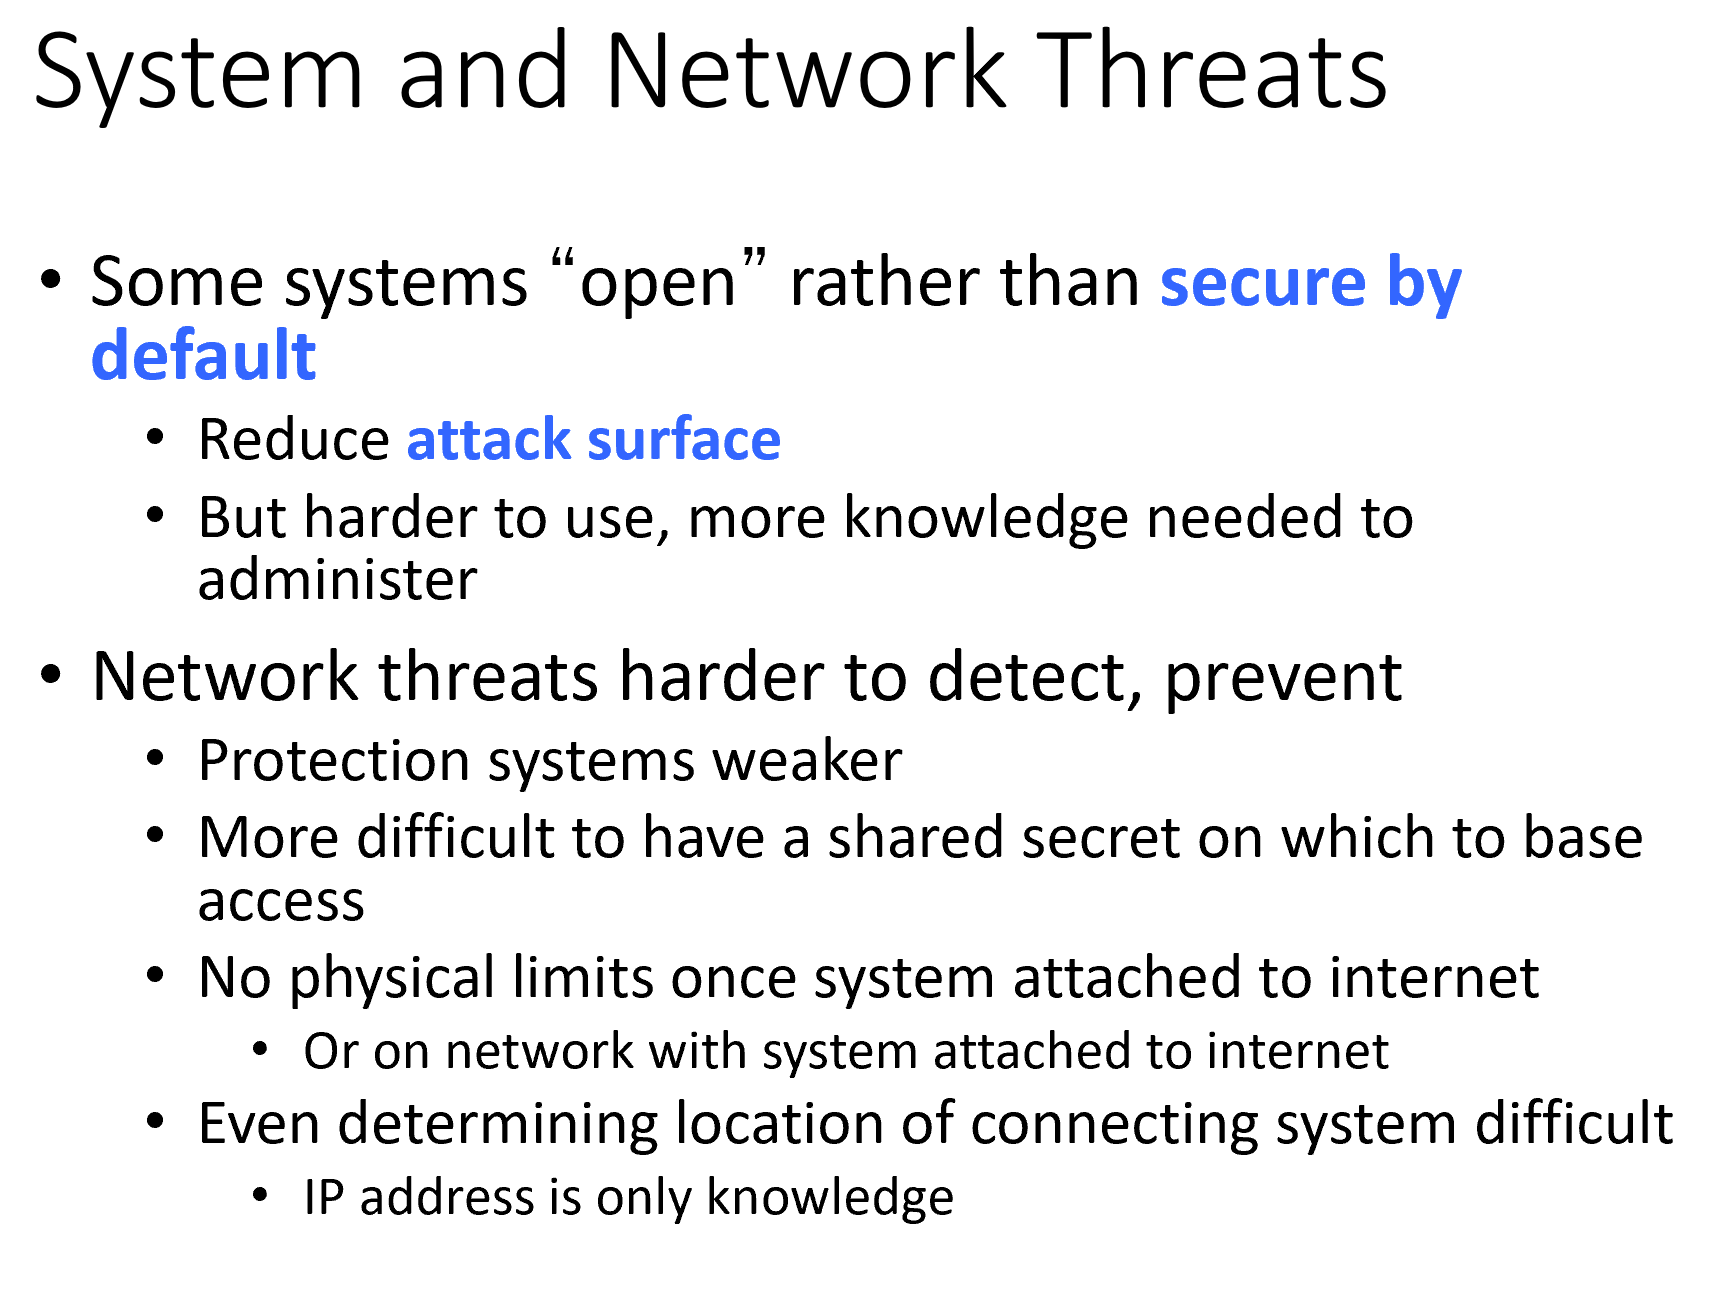 System and Network Threats
• Some systems “open” rather than secure by
default
• Reduce attack surface
• But harder to use, more knowledge needed to
administer
• Network threats harder to detect, prevent
• Protection systems weaker
• More difficult to have a shared secret on which to base
access
• No physical limits once system attached to internet
• Or on network with system attached to internet
• Even determining location of connecting system difficult
• IP address is only knowledge